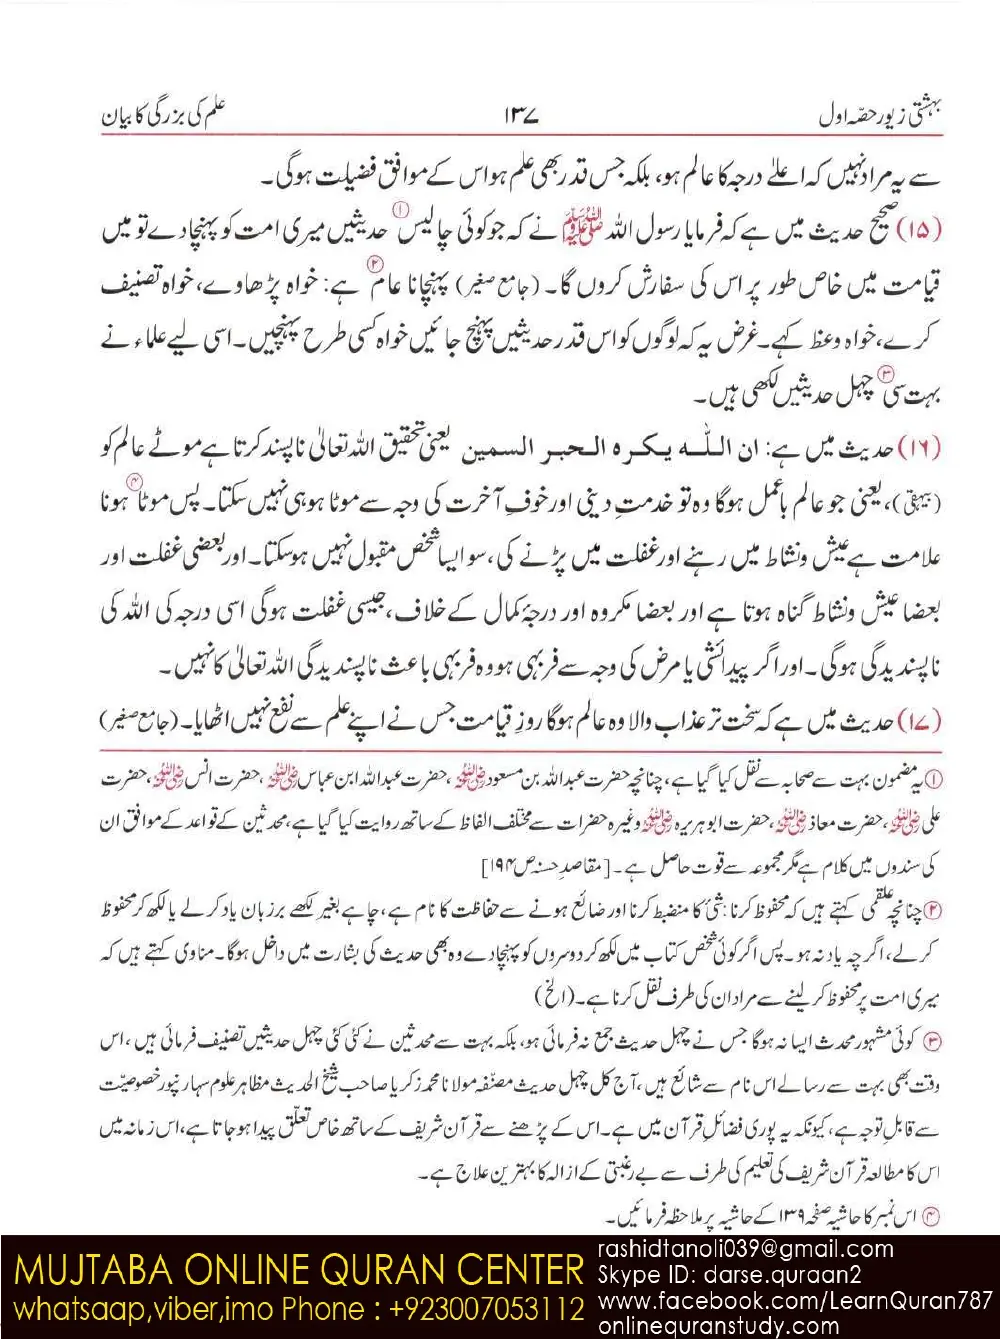 بہشتی زیور حصّہ اول ۱۳۷ علم کی بزرگی کا بیان
سے یہ مراد نہیں کہ اعلیٰ درجہ کا عالم ہو، بلکہ جس قدر بھی علم ہو اس کے موافق فضیلت ہوگی۔
(۱۵) صحیح حدیث میں ہے کہ فرمایا رسول اللہ ﷺ نے کہ جو کوئی چالیس① حدیثیں میری امت کو پہنچادے تو میں
قیامت میں خاص طور پر اس کی سفارش کروں گا۔ (جامع صغیر) پہنچانا عام② ہے: خواہ پڑھاوے، خواہ تصنیف
کرے، خواہ وعظ کہے۔ غرض یہ کہ لوگوں کو اس قدر حدیثیں پہنچ جائیں خواہ کسی طرح پہنچیں۔ اسی لیے علماء نے
بہت سی③ چہل حدیثیں لکھی ہیں۔
(۱۶) حدیث میں ہے: ان اللّٰه یکره الحبر السمین یعنی تحقیق اللہ تعالیٰ ناپسند کرتا ہے موٹے عالم کو
(بیہقی)، یعنی جو عالم باعمل ہوگا وہ تو خدمتِ دینی اور خوفِ آخرت کی وجہ سے موٹا ہو ہی نہیں سکتا۔ پس موٹا④ ہونا
علامت ہے عیش ونشاط میں رہنے اور غفلت میں پڑنے کی، سو ایسا شخص مقبول نہیں ہوسکتا۔ اور بعضی غفلت اور
بعضا عیش ونشاط گناہ ہوتا ہے اور بعضا مکروہ اور درجۂ کمال کے خلاف، جیسی غفلت ہوگی اسی درجہ کی اللہ کی
ناپسندیدگی ہوگی۔ اور اگر پیدائشی یا مرض کی وجہ سے فربہی ہو وہ فربہی باعث ناپسندیدگی اللہ تعالیٰ کا نہیں۔
(۱۷) حدیث میں ہے کہ سخت تر عذاب والا وہ عالم ہوگا روزِ قیامت جس نے اپنے علم سے نفع نہیں اٹھایا۔ (جامع صغیر)
① یہ مضمون بہت سے صحابہ سے نقل کیا گیا ہے، چنانچہ حضرت عبداللہ بن مسعود رضی اللہ عنہ، حضرت عبداللہ ابن عباس رضی اللہ عنہ، حضرت انس رضی اللہ عنہ، حضرت
علی رضی اللہ عنہ، حضرت معاذ رضی اللہ عنہ، حضرت ابوہریرہ رضی اللہ عنہ وغیرہ حضرات سے مختلف الفاظ کے ساتھ روایت کیا گیا ہے، محدثین کے قواعد کے موافق ان
کی سندوں میں کلام ہے مگر مجموعہ سے قوت حاصل ہے۔ [مقاصدِ حسنہ ص ۱۹۴]
② چنانچہ علقمی کہتے ہیں کہ محفوظ کرنا: شئ کا منضبط کرنا اور ضائع ہونے سے حفاظت کا نام ہے، چاہے بغیر لکھے بر زبان یاد کرلے یا لکھ کر محفوظ
کرلے، اگرچہ یاد نہ ہو۔ پس اگر کوئی شخص کتاب میں لکھ کر دوسروں کو پہنچادے وہ بھی حدیث کی بشارت میں داخل ہوگا۔ مناوی کہتے ہیں کہ
میری امت پر محفوظ کرلینے سے مراد ان کی طرف نقل کرنا ہے۔ (الخ)
③ کوئی مشہور محدث ایسا نہ ہوگا جس نے چہل حدیث جمع نہ فرمائی ہو، بلکہ بہت سے محدثین نے کئی کئی چہل حدیثیں تصنیف فرمائی ہیں، اس
وقت بھی بہت سے رسالے اس نام سے شائع ہیں، آج کل چہل حدیث مصنّفہ مولانا محمد زکریا صاحب شیخ الحدیث مظاہر علوم سہارنپور خصوصیّت
سے قابلِ توجہ ہے، کیونکہ یہ پوری فضائلِ قرآن میں ہے۔ اس کے پڑھنے سے قرآن شریف کے ساتھ خاص تعلّق پیدا ہوجاتا ہے، اس زمانہ میں
اس کا مطالعہ قرآن شریف کی تعلیم کی طرف سے بے رغبتی کے ازالہ کا بہترین علاج ہے۔
④ اس نمبر کا حاشیہ صفحہ ۱۳۹ کے حاشیہ پر ملاحظہ فرمائیں۔
MUJTABA ONLINE QURAN CENTER
whatsaap,viber,imo Phone : +923007053112
rashidtanoli039@gmail.com
Skype ID: darse.quraan2
www.facebook.com/LearnQuran787
onlinequranstudy.com